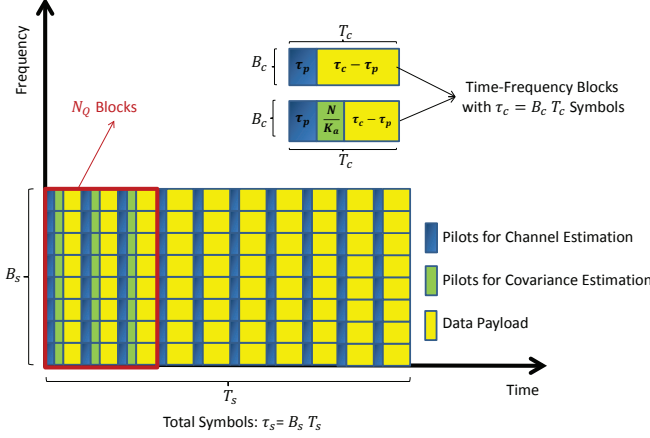 Frequency
N_Q Blocks
T_c
B_c
τ_p
τ_c − τ_p
B_c
τ_p
N/K_a
τ_c − τ_p
T_c
Time-Frequency Blocks
with τ_c = B_c T_c Symbols
B_s
Pilots for Channel Estimation
Pilots for Covariance Estimation
Data Payload
T_s
Time
Total Symbols: τ_s= B_s T_s